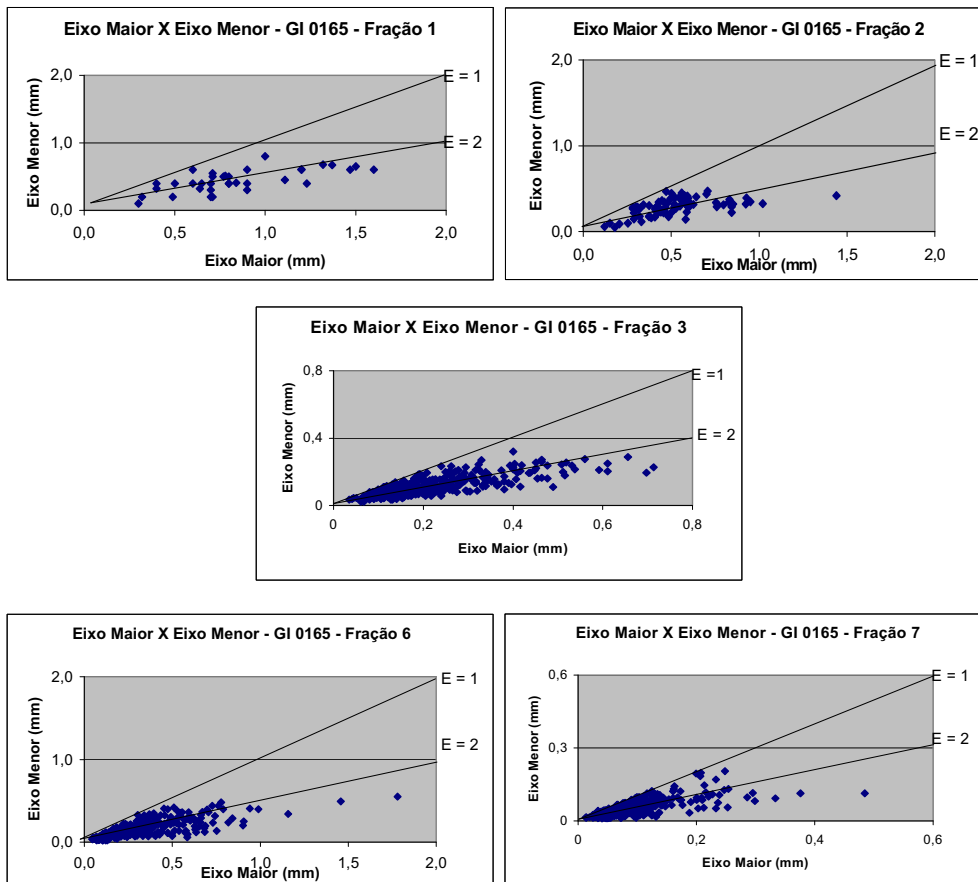 Eixo Maior X Eixo Menor - GI 0165 - Fração 1
Eixo Menor (mm)
2,0
1,0
0,0
0,0 0,5 1,0 1,5 2,0
Eixo Maior (mm)
E = 1
E = 2
Eixo Maior X Eixo Menor - GI 0165 - Fração 2
Eixo Menor (mm)
2,0
1,0
0,0
0,0 0,5 1,0 1,5 2,0
Eixo Maior (mm)
E = 1
E = 2
Eixo Maior X Eixo Menor - GI 0165 - Fração 3
Eixo Menor (mm)
0,8
0,4
0
0 0,2 0,4 0,6 0,8
Eixo Maior (mm)
E =1
E = 2
Eixo Maior X Eixo Menor - GI 0165 - Fração 6
Eixo Menor (mm)
2,0
1,0
0,0
0,0 0,5 1,0 1,5 2,0
Eixo Maior (mm)
E = 1
E = 2
Eixo Maior X Eixo Menor - GI 0165 - Fração 7
Eixo Menor (mm)
0,6
0,3
0
0 0,2 0,4 0,6
Eixo Maior (mm)
E = 1
E = 2